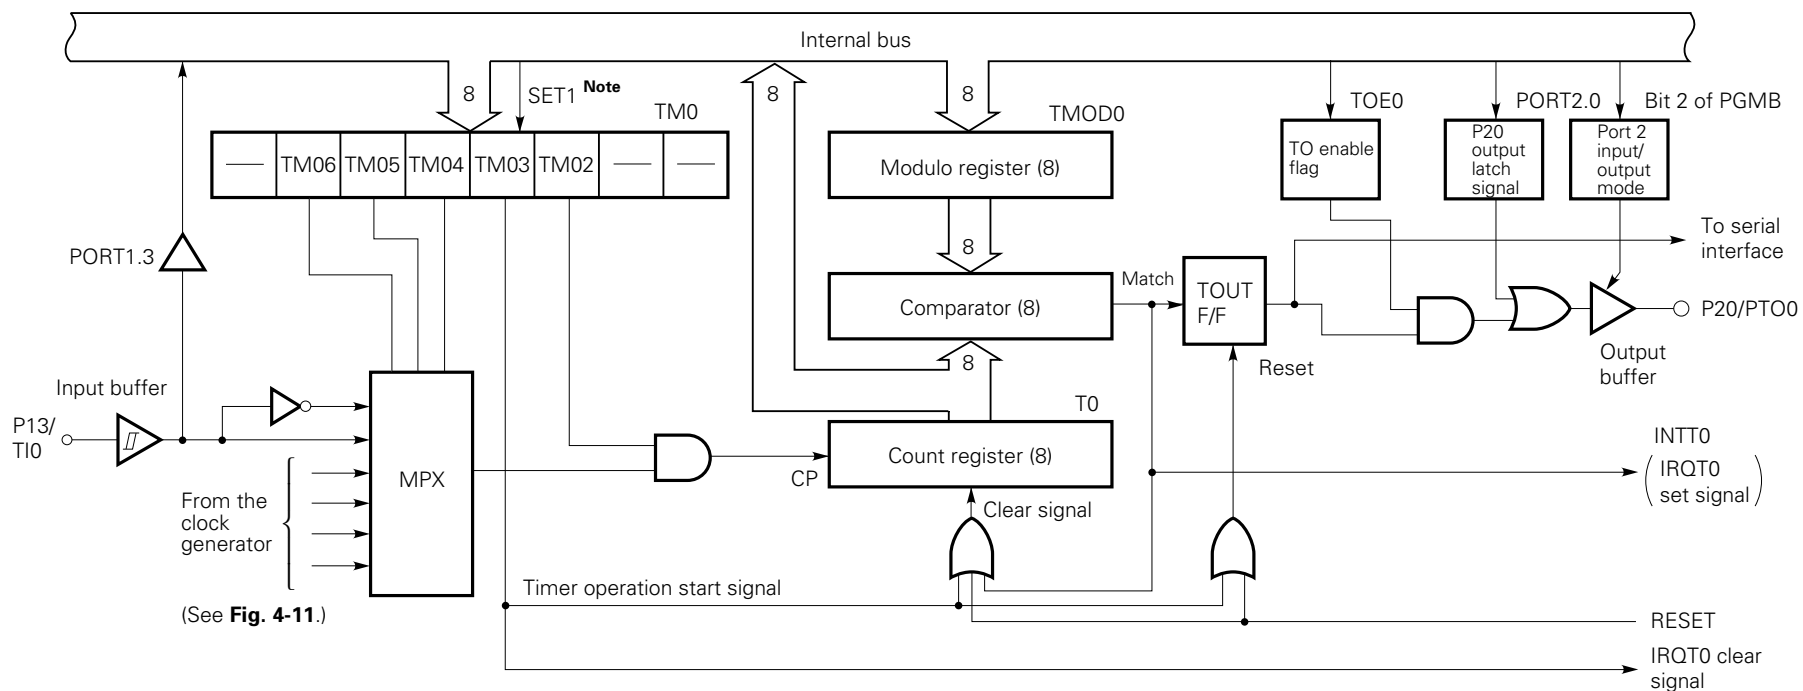 Internal bus
8
SET1 Note
TM0
8
8
TMOD0
TOE0
PORT2.0
Bit 2 of PGMB
TM06
TM05
TM04
TM03
TM02
Modulo register (8)
TO enable
flag
P20
output
latch
signal
Port 2
input/
output
mode
8
To serial
interface
PORT1.3
Match
Comparator (8)
TOUT
F/F
P20/PTO0
8
Reset
Output
buffer
Input buffer
P13/
TI0
T0
Count register (8)
CP
MPX
INTT0
IRQT0
set signal
From the
clock
generator
(See Fig. 4-11.)
Clear signal
Timer operation start signal
RESET
IRQT0 clear
signal